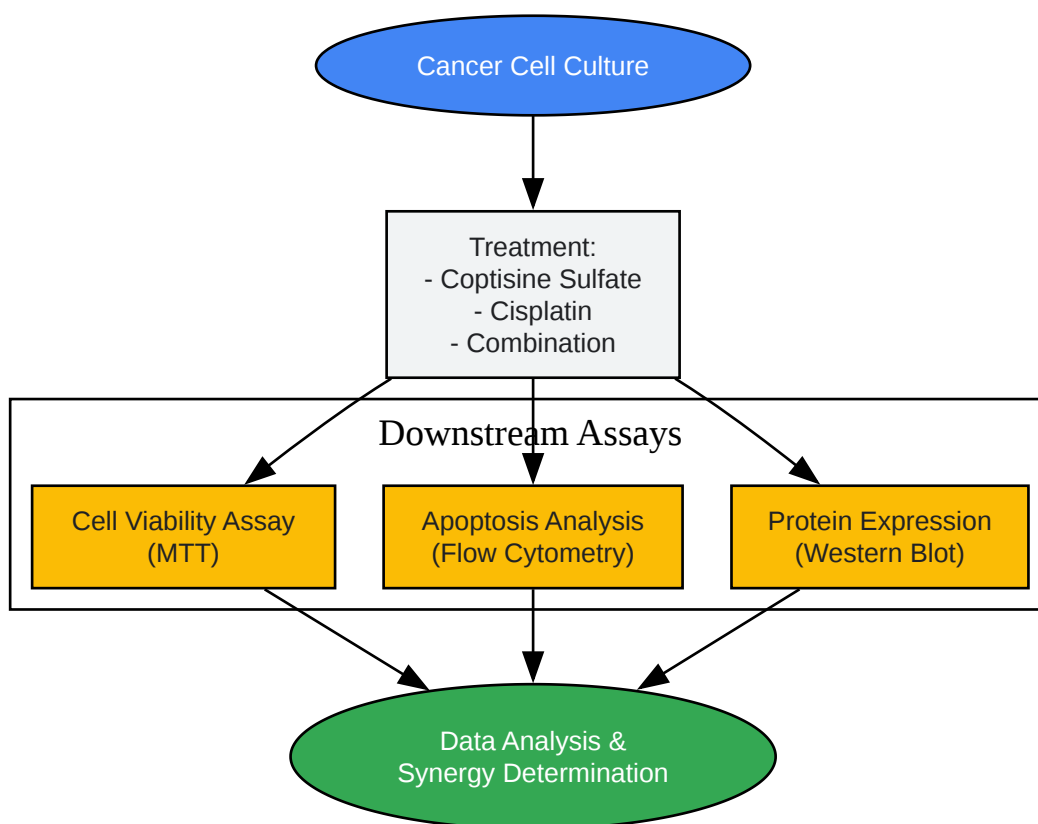 Cancer Cell Culture
Treatment:
- Coptisine Sulfate
- Cisplatin
- Combination
Downstream Assays
Cell Viability Assay
(MTT)
Apoptosis Analysis
(Flow Cytometry)
Protein Expression
(Western Blot)
Data Analysis &
Synergy Determination